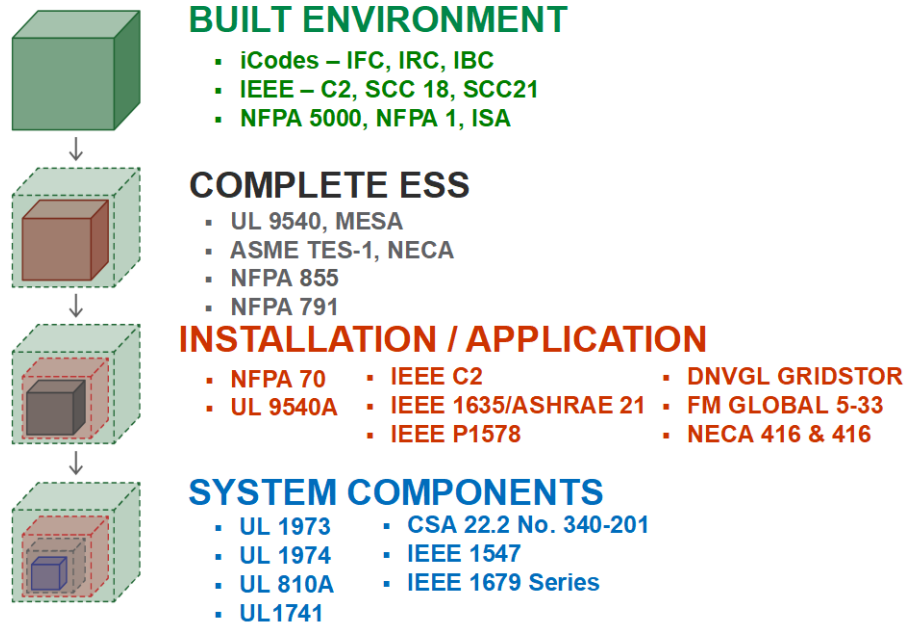 BUILT ENVIRONMENT
▪ iCodes – IFC, IRC, IBC
▪ IEEE – C2, SCC 18, SCC21
▪ NFPA 5000, NFPA 1, ISA
COMPLETE ESS
▪ UL 9540, MESA
▪ ASME TES-1, NECA
▪ NFPA 855
▪ NFPA 791
INSTALLATION / APPLICATION
▪ NFPA 70
▪ UL 9540A
▪ IEEE C2
▪ IEEE 1635/ASHRAE 21
▪ IEEE P1578
▪ DNVGL GRIDSTOR
▪ FM GLOBAL 5-33
▪ NECA 416 & 416
SYSTEM COMPONENTS
▪ UL 1973
▪ UL 1974
▪ UL 810A
▪ UL1741
▪ CSA 22.2 No. 340-201
▪ IEEE 1547
▪ IEEE 1679 Series